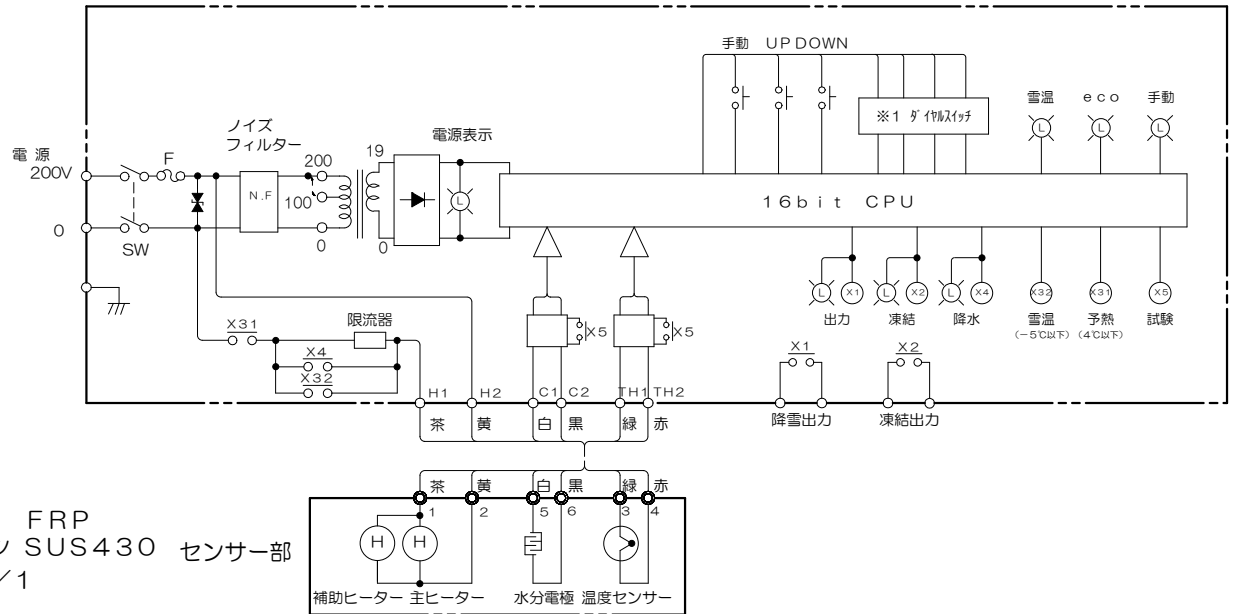 手動 UP DOWN
雪温 eco 手動
L L L
※1 ダイヤルスイッチ
ノイズ
フィルター
電源表示
電源
200V
F
200
19
N.F
100
L
16bit CPU
0
SW
0
0
L X1 L X2 L X4 X32 X31 X5
出力 凍結 降水 雪温 予熱 試験
(-5℃以下) (4℃以下)
X31
限流器
X5 X5
X4
X32
X1 X2
H1 H2 C1 C2 TH1 TH2
茶 黄 白 黒 緑 赤
降雪出力 凍結出力
茶 黄 白 黒 緑 赤
1 2 5 6 3 4
H H
FRP
ン SUS430 センサー部
/1
補助ヒーター 主ヒーター 水分電極 温度センサー